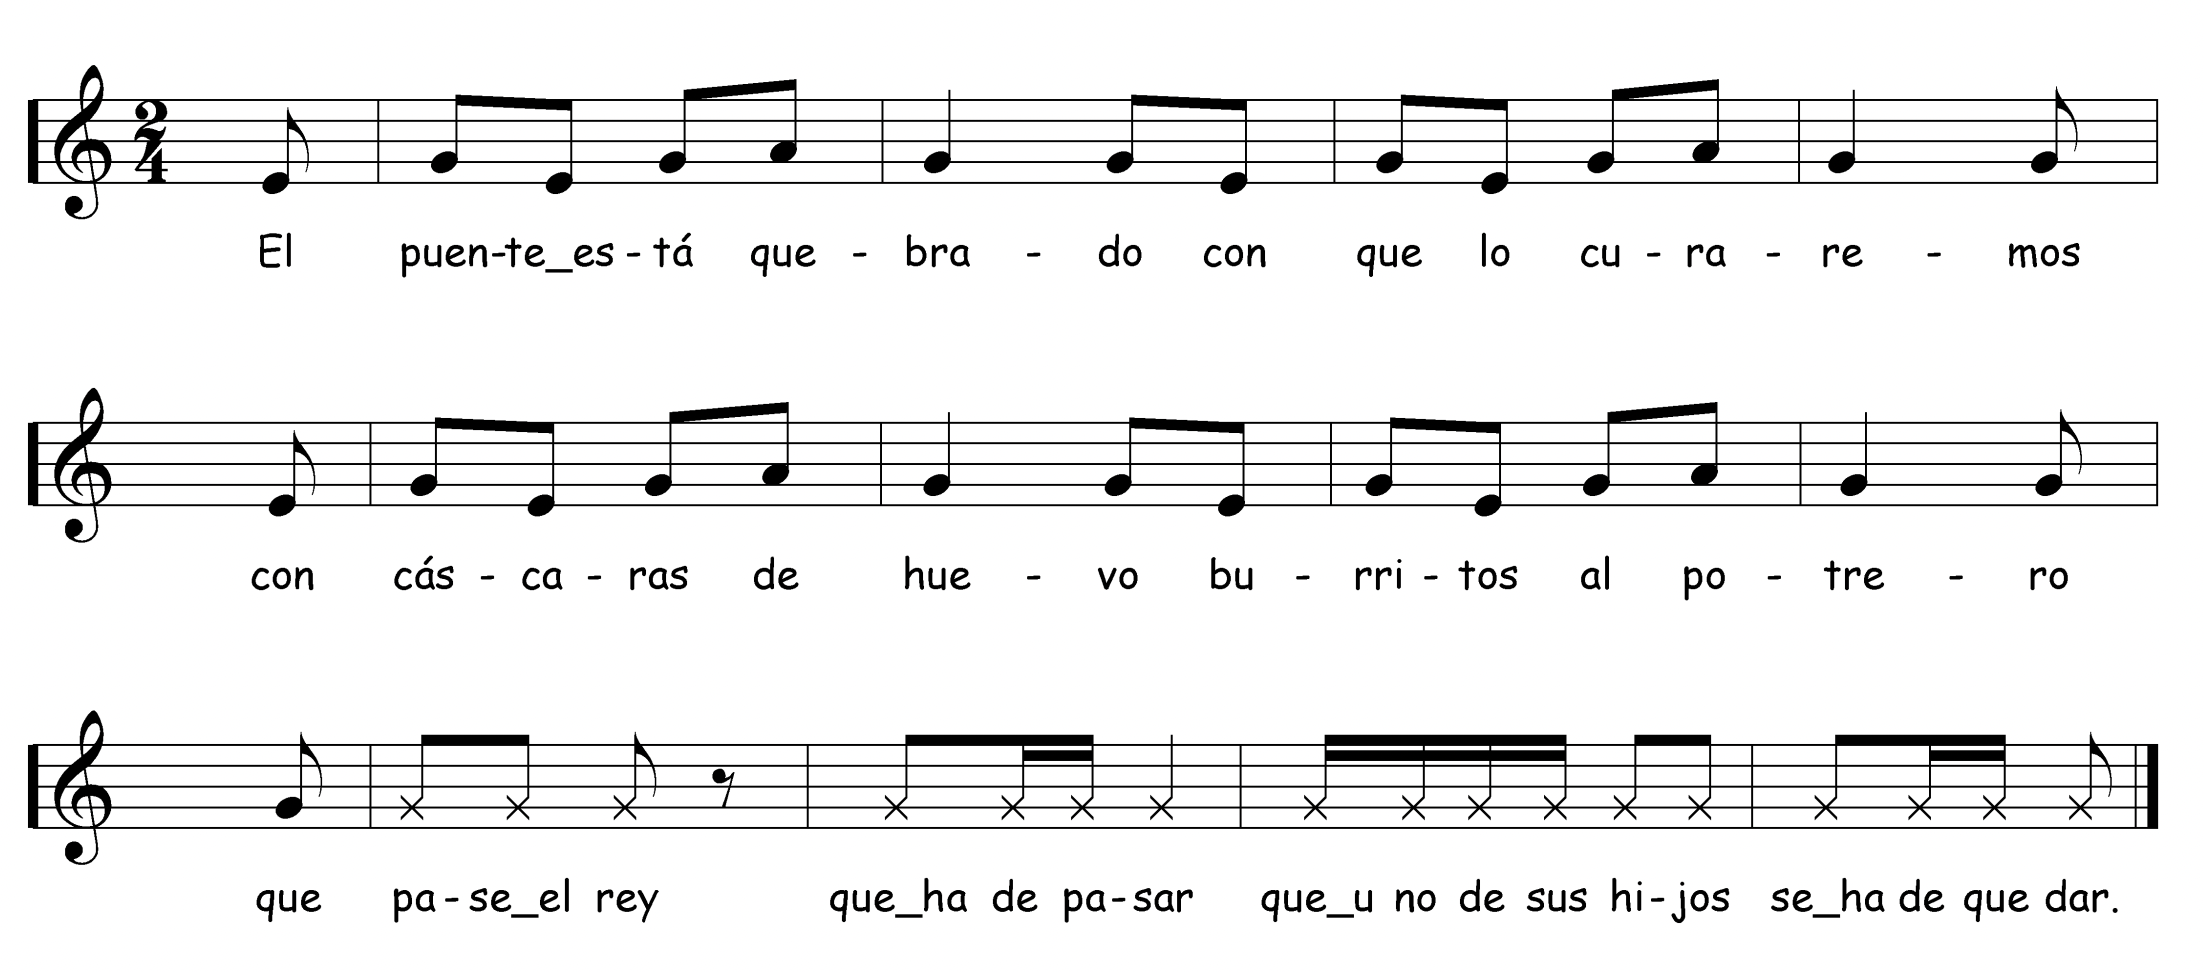 2
4
El puen-te_es - tá que - bra - do con que lo cu - ra - re - mos
con cás - ca - ras de hue - vo bu - rri - tos al po - tre - ro
que pa - se_el rey que_ha de pa-sar que_u no de sus hi-jos se_ha de que dar.